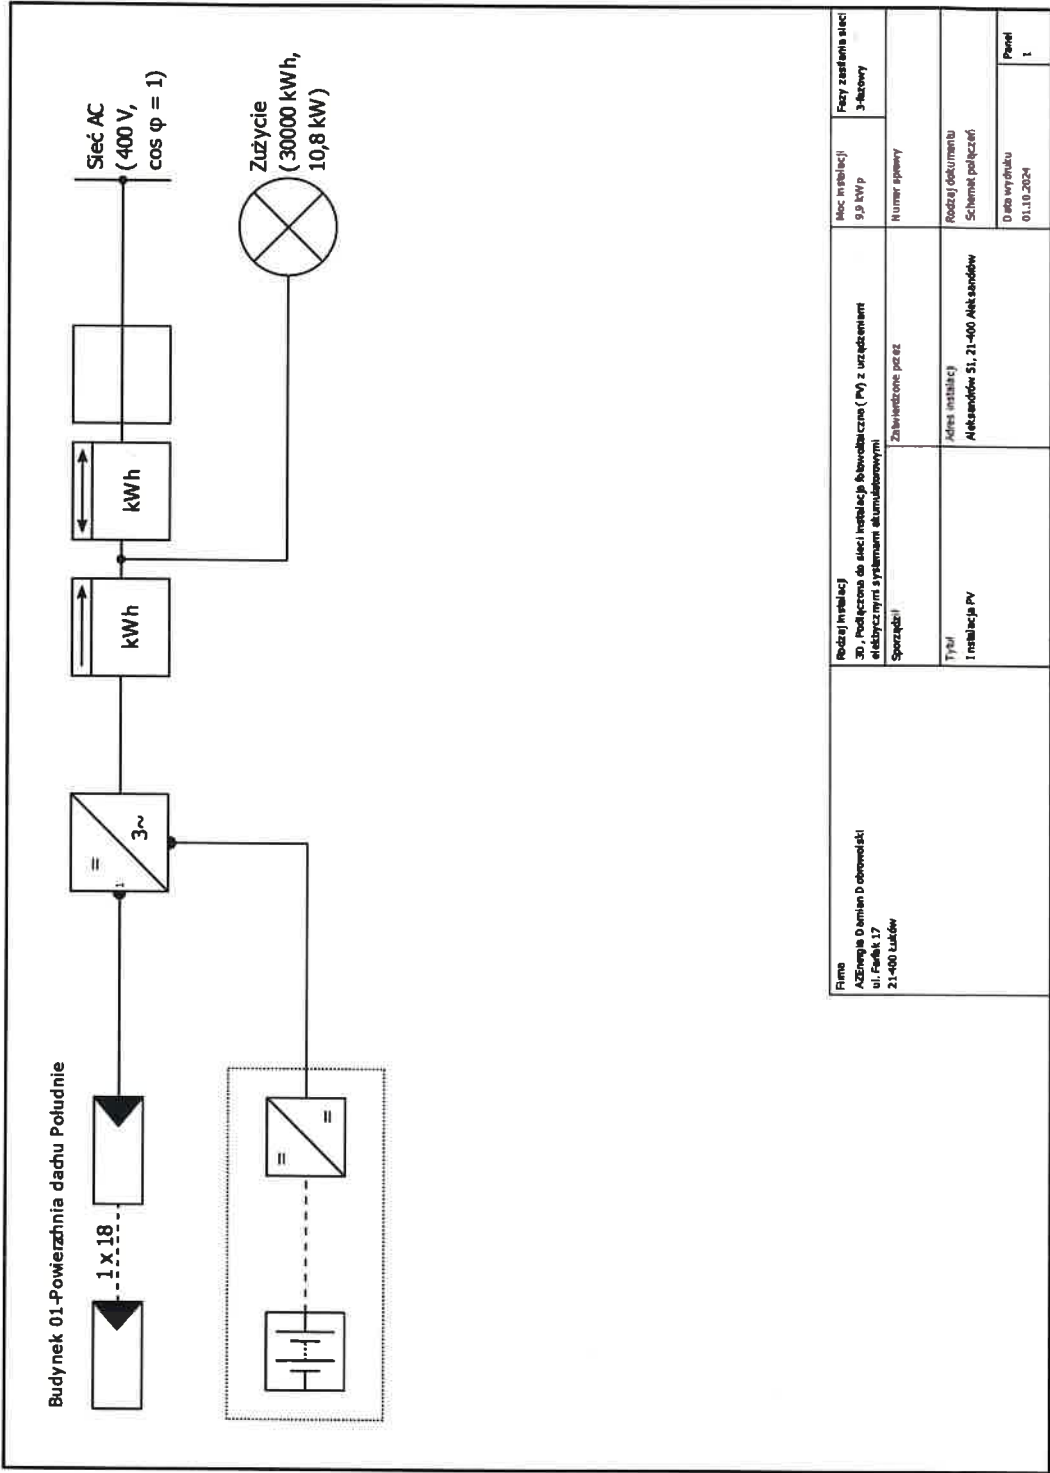 Budynek 01-Powierzchnia dachu Południe
1 x 18
=
1
3~
kWh
kWh
Sieć AC
( 400 V,
cos φ = 1)
Zużycie
( 30000 kWh,
10,8 kW)
=
=
Firma
AZEnergia Damian Dobrowolski
21-400 Łuków
Rodzaj instalacji
3D, Podłączona do sieci instalacja fotowoltaiczna ( PV) z urządzeniami
elektrycznymi systemami akumulatorowymi
Moc instalacji
9,9 kWp
Fazy zasilania sieci
3-fazowy
Sporządził
Zatwierdzone przez
Numer sprawy
Tytuł
Instalacja PV
Adres instalacji
Aleksandrów 51, 21-400 Aleksandrów
Rodzaj dokumentu
Schemat połączeń
Data wydruku
01.10.2024
Panel
1